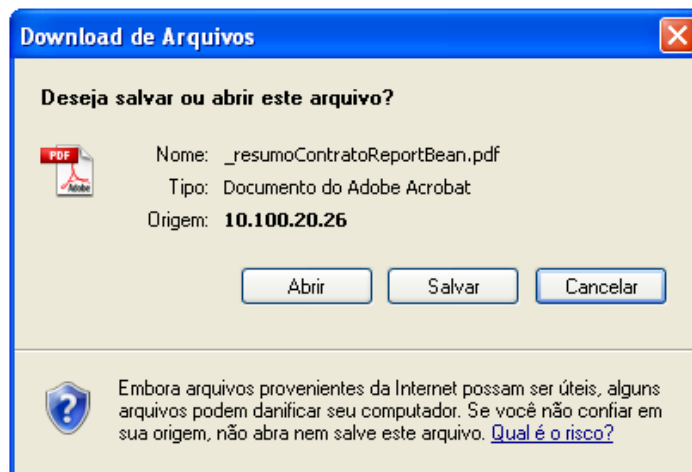 Download de Arquivos
Deseja salvar ou abrir este arquivo?
PDF
Adobe
Nome: _resumoContratoReportBean.pdf
Tipo: Documento do Adobe Acrobat
Origem: 10.100.20.26
Abrir Salvar Cancelar
Embora arquivos provenientes da Internet possam ser úteis, alguns
arquivos podem danificar seu computador. Se você não confiar em
sua origem, não abra nem salve este arquivo. Qual é o risco?